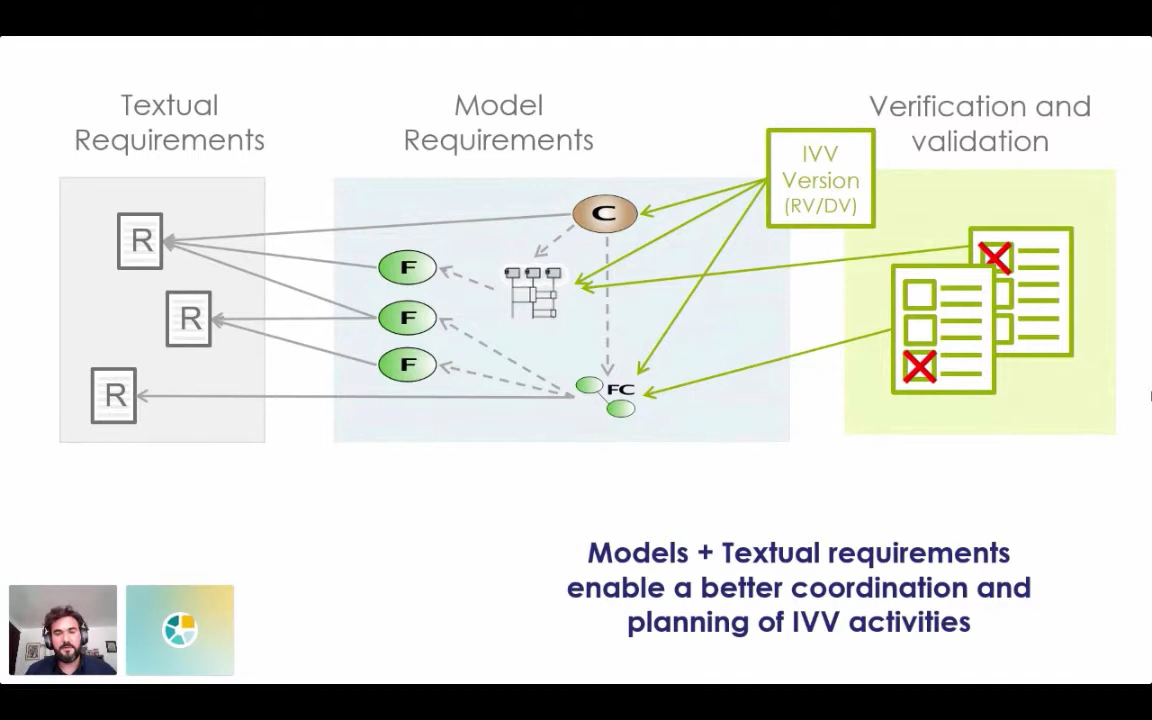 Textual
Requirements
Model
Requirements
Verification and
validation
IVV
Version
(RV/DV)
C
R
F
R
F
F
R
FC
Models + Textual requirements
enable a better coordination and
planning of IVV activities